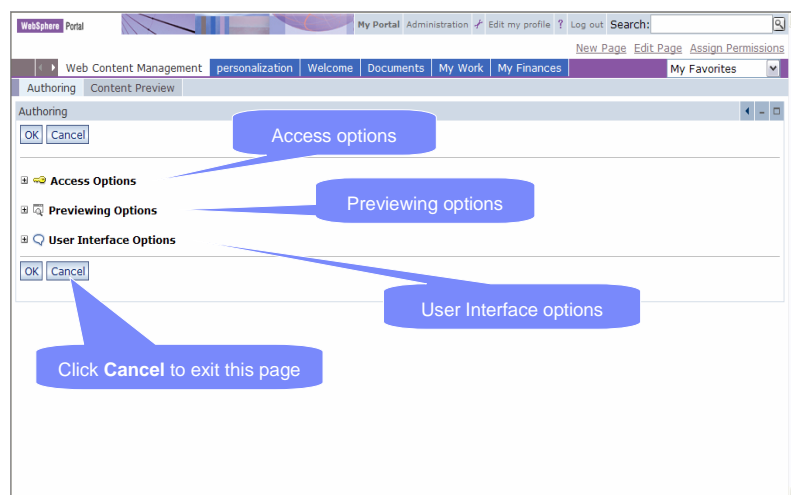 WebSphere Portal
My Portal Administration Edit my profile ? Log out Search:
New Page Edit Page Assign Permissions
Web Content Management personalization Welcome Documents My Work My Finances My Favorites
Authoring Content Preview
Authoring
OK Cancel
Access options
Access Options
Previewing options
Previewing Options
User Interface Options
OK Cancel
User Interface options
Click Cancel to exit this page